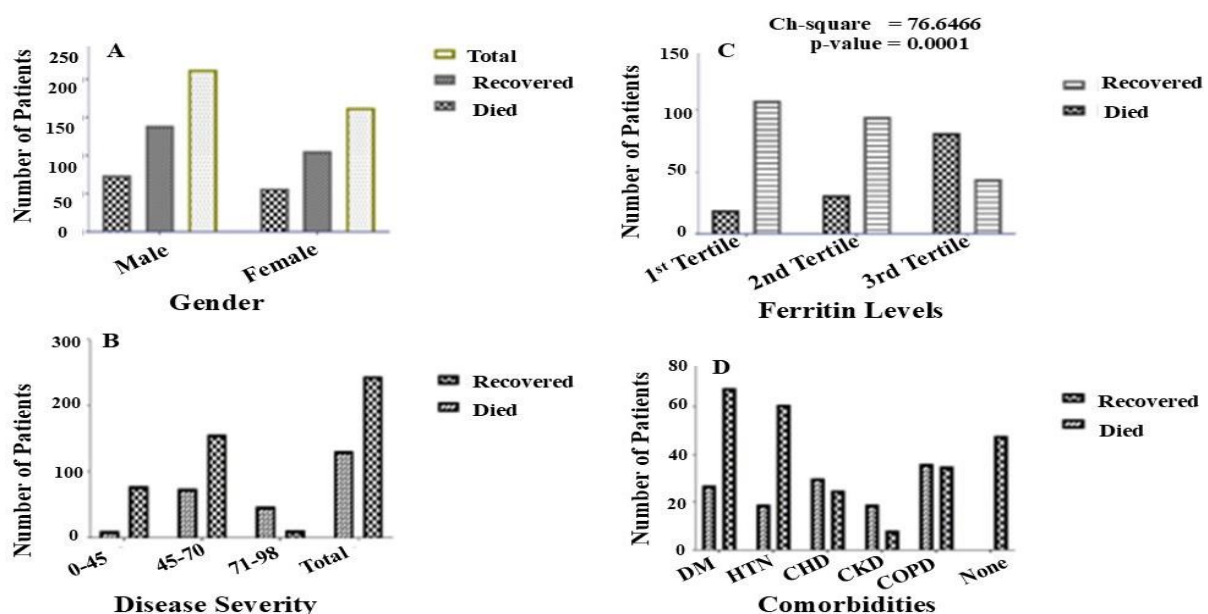 A
250
200
150
100
50
0
Number of Patients
Male
Female
Gender
Total
Recovered
Died
Ch-square = 76.6466
p-value = 0.0001
C
150
100
50
0
Number of Patients
1st Tertile
2nd Tertile
3rd Tertile
Ferritin Levels
Recovered
Died
B
300
200
100
0
Number of Patients
0-45
45-70
71-98
Total
Disease Severity
Recovered
Died
D
80
60
40
20
0
Number of Patients
DM
HTN
CHD
CKD
COPD
None
Comorbidities
Recovered
Died